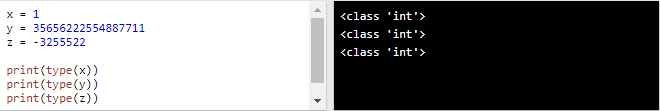 x = 1
y = 35656222554887711
z = -3255522
print(type(x))
print(type(y))
print(type(z))
<class 'int'>
<class 'int'>
<class 'int'>